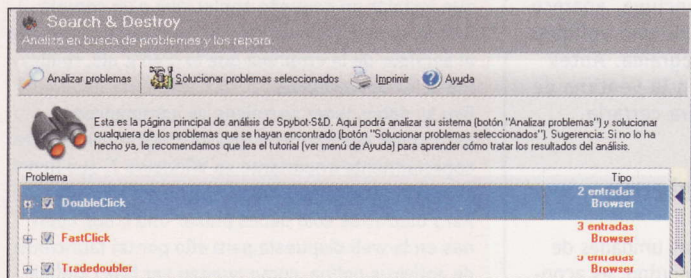 Search & Destroy
Analiza en busca de problemas y los repara.
Analizar problemas Solucionar problemas seleccionados Imprimir Ayuda
Esta es la página principal de análisis de Spybot-S&D. Aquí podrá analizar su sistema (botón "Analizar problemas") y solucionar
cualquiera de los problemas que se hayan encontrado (botón "Solucionar problemas seleccionados"). Sugerencia: Si no lo ha
hecho ya, le recomendamos que lea el tutorial (ver menú de Ayuda) para aprender cómo tratar los resultados del análisis.
Problema Tipo
DoubleClick 2 entradas
Browser
FastClick 3 entradas
Browser
Tradedoubler entradas
Browser